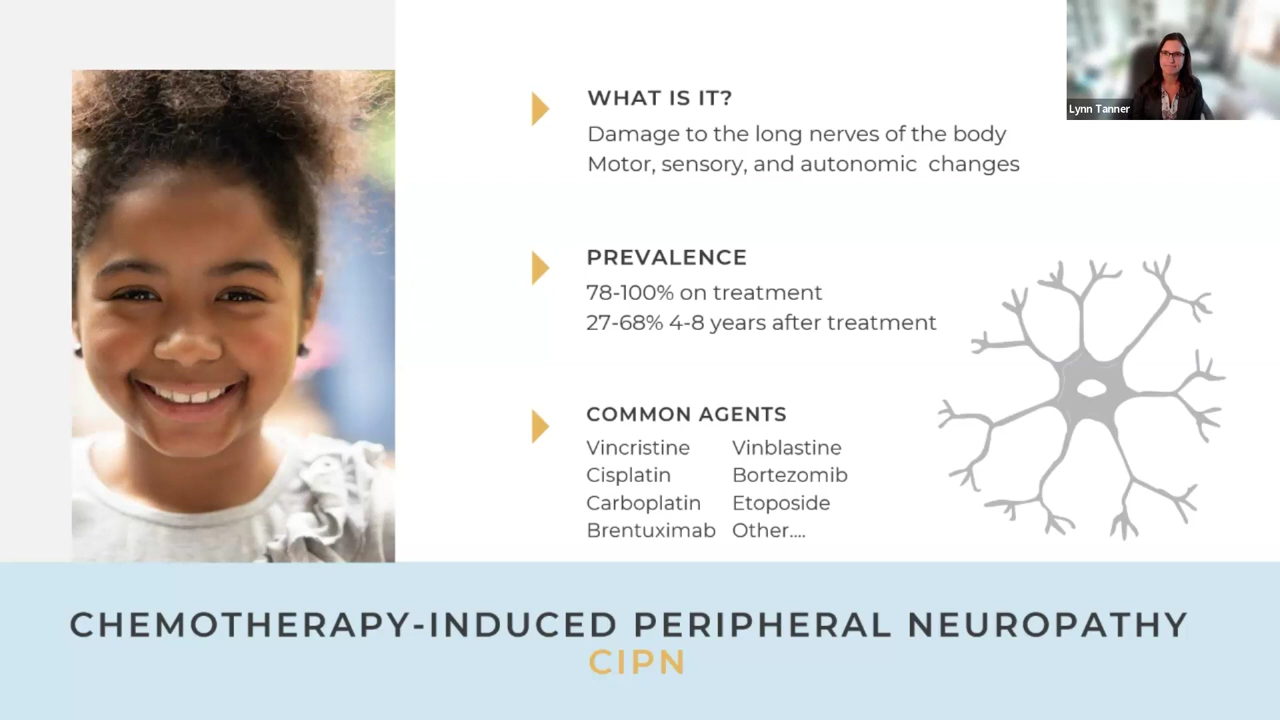 WHAT IS IT?
Damage to the long nerves of the body
Motor, sensory, and autonomic changes
Lynn Tanner
PREVALENCE
78-100% on treatment
27-68% 4-8 years after treatment
COMMON AGENTS
Vincristine Vinblastine
Cisplatin Bortezomib
Carboplatin Etoposide
Brentuximab Other....
CHEMOTHERAPY-INDUCED PERIPHERAL NEUROPATHY
CIPN